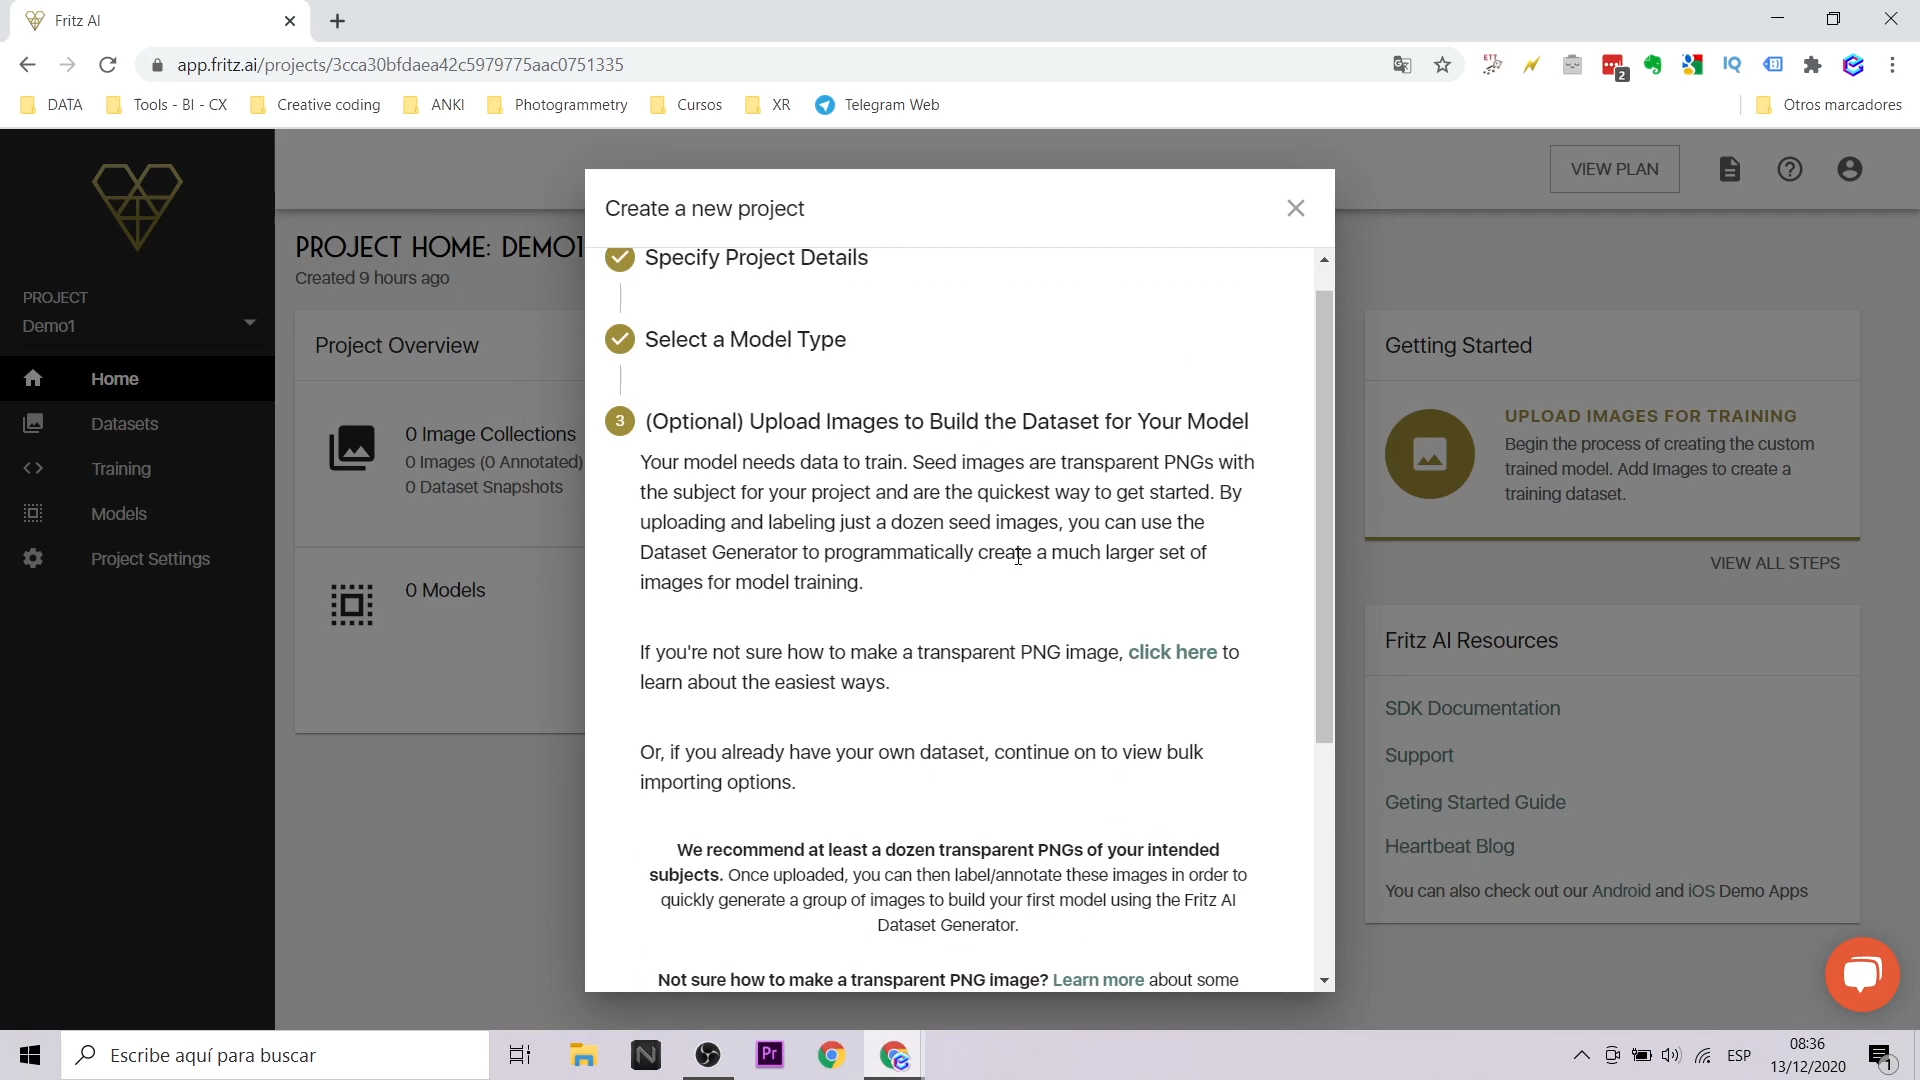 Fritz AI
app.fritz.ai/projects/3cca30bfdaea42c5979775aac0751335
2
DATA
Tools - BI - CX
Creative coding
ANKI
Photogrammetry
Cursos
XR
Telegram Web
Otros marcadores
VIEW PLAN
PROJECT
Demo1
Home
Datasets
Training
Models
Project Settings
PROJECT HOME: DEMO1
Created 9 hours ago
Project Overview
0 Image Collections
0 Images (0 Annotated)
0 Dataset Snapshots
0 Models
Create a new project
Specify Project Details
Select a Model Type
3 (Optional) Upload Images to Build the Dataset for Your Model
Your model needs data to train. Seed images are transparent PNGs with
the subject for your project and are the quickest way to get started. By
uploading and labeling just a dozen seed images, you can use the
Dataset Generator to programmatically create a much larger set of
images for model training.
If you're not sure how to make a transparent PNG image, click here to
learn about the easiest ways.
Or, if you already have your own dataset, continue on to view bulk
importing options.
We recommend at least a dozen transparent PNGs of your intended
subjects. Once uploaded, you can then label/annotate these images in order to
quickly generate a group of images to build your first model using the Fritz AI
Dataset Generator.
Not sure how to make a transparent PNG image? Learn more about some
Getting Started
UPLOAD IMAGES FOR TRAINING
Begin the process of creating the custom
trained model. Add Images to create a
training dataset.
VIEW ALL STEPS
Fritz AI Resources
SDK Documentation
Support
Geting Started Guide
Heartbeat Blog
You can also check out our Android and iOS Demo Apps
Escribe aquí para buscar
N
Pr
ESP
08:36
13/12/2020
1